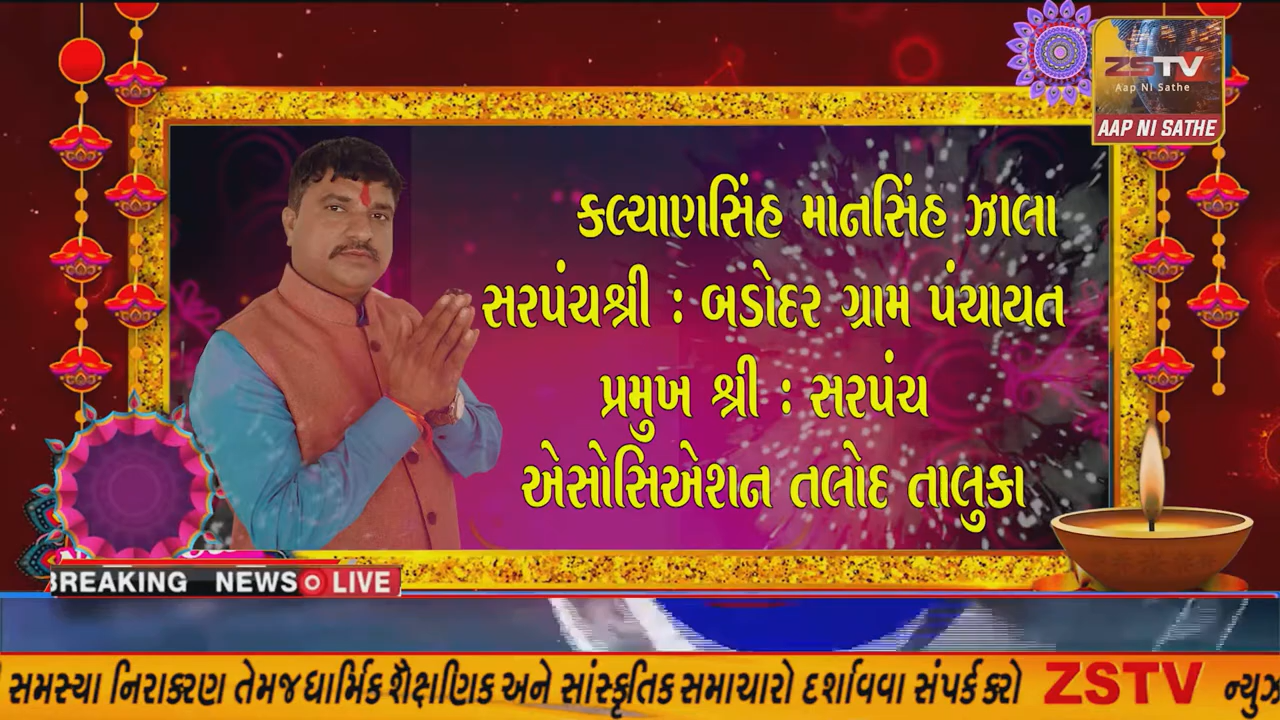 ZSTV
Aap Ni Sathe
AAP NI SATHE
કલ્યાણસિંહ માનસિંહ ઝાલા
સરપંચશ્રી : બડોદર ગ્રામ પંચાયત
પ્રમુખ શ્રી : સરપંચ
એસોસિએશન તલોદ તાલુકા
BREAKING NEWS LIVE
સમસ્યા નિરાકરણ તેમજ ધાર્મિક શૈક્ષણિક અને સાંસ્કૃતિક સમાચારો દર્શાવવા સંપર્ક કરો ZSTV ન્યુઝ